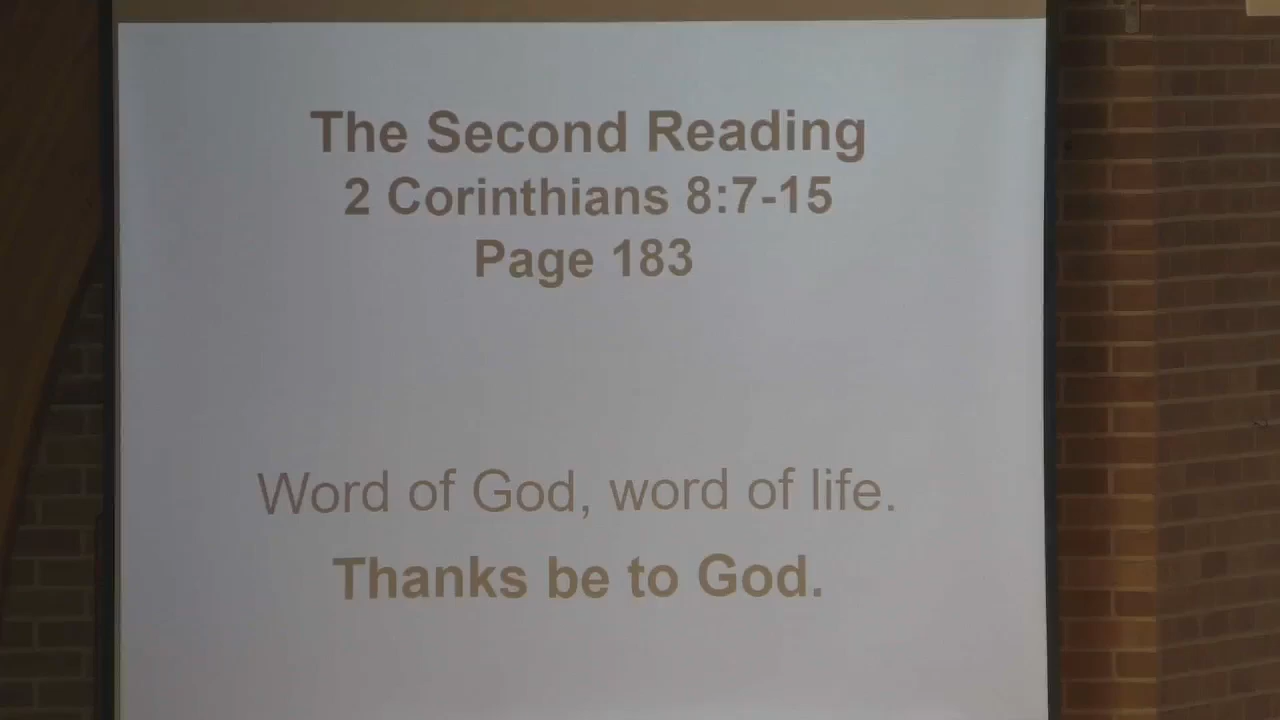 The Second Reading
2 Corinthians 8:7-15
Page 183
Word of God, word of life.
Thanks be to God.